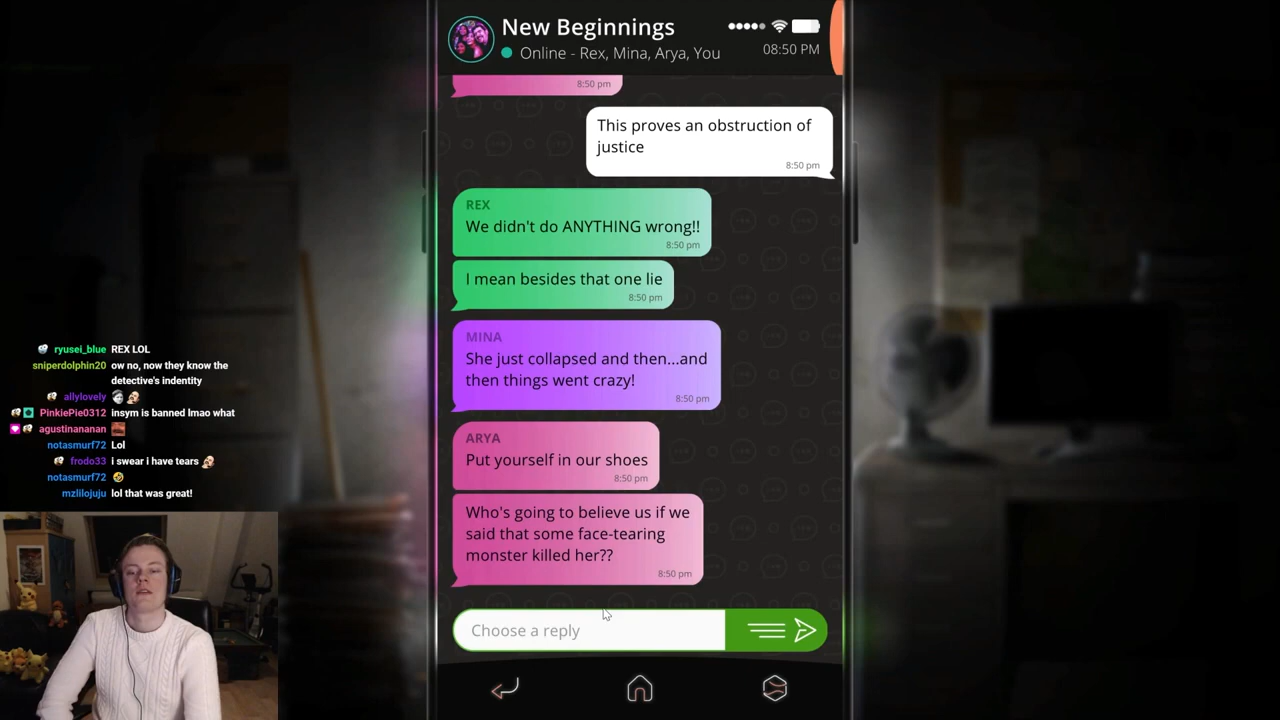 New Beginnings
Online - Rex, Mina, Arya, You
08:50 PM
8:50 pm
This proves an obstruction of
justice
8:50 pm
REX
We didn't do ANYTHING wrong!!
8:50 pm
I mean besides that one lie
8:50 pm
MINA
She just collapsed and then...and
then things went crazy!
8:50 pm
ARYA
Put yourself in our shoes
8:50 pm
Who's going to believe us if we
said that some face-tearing
monster killed her??
8:50 pm
Choose a reply
ryusei_blue REX LOL
sniperdolphin20 ow no, now they know the
detective's indentity
allylovely
PinkiePie0312 insym is banned lmao what
agustinananan
notasmurf72 Lol
frodo33 i swear i have tears
notasmurf72
mzlilojuju lol that was great!